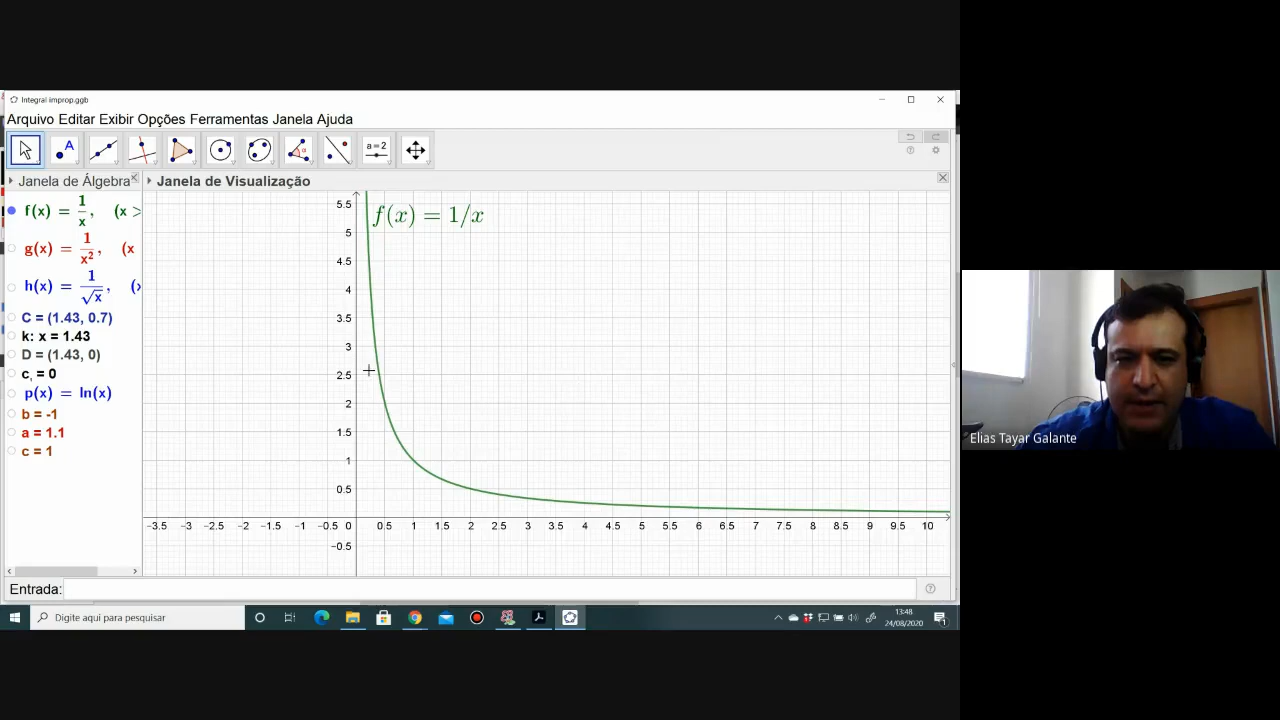 Integral improp.ggb
Arquivo Editar Exibir Opções Ferramentas Janela Ajuda
A
α
a = 2
Janela de Álgebra
Janela de Visualização
f(x) = 1/x, (x >
g(x) = 1/x², (x
h(x) = 1/√x, (x
C = (1.43, 0.7)
k: x = 1.43
D = (1.43, 0)
c₁ = 0
p(x) = ln(x)
b = -1
a = 1.1
c = 1
f(x) = 1/x
5.5
5
4.5
4
3.5
3
2.5
2
1.5
1
0.5
−3.5 −3 −2.5 −2 −1.5 −1 −0.5 0 0.5 1 1.5 2 2.5 3 3.5 4 4.5 5 5.5 6 6.5 7 7.5 8 8.5 9 9.5 10
−0.5
Entrada:
Digite aqui para pesquisar
13:48
24/08/2020
1
Elias Tayar Galante